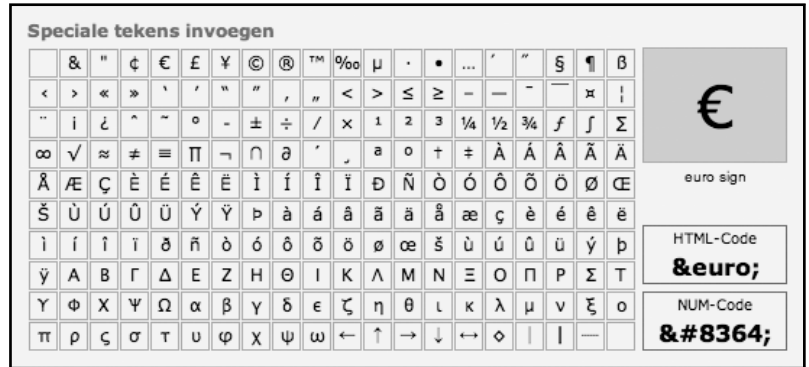 Speciale tekens invoegen
& " ¢ € £ ¥ © ® ™ ‰ µ · • … ′ ″ § ¶ ß
‹ › « » ‘ ’ “ ” ‚ „ < > ≤ ≥ – — ¯ ‾ ¤ ¦
¨ ¡ ¿ ˆ ˜ ° - ± ÷ ⁄ × ¹ ² ³ ¼ ½ ¾ ƒ ∫ ∑
∞ √ ≈ ≠ ≡ ∏ ¬ ∩ ∂ ´ ¸ ª º † ‡ À Á Â Ã Ä
Å Æ Ç È É Ê Ë Ì Í Î Ï Ð Ñ Ò Ó Ô Õ Ö Ø Œ
Š Ù Ú Û Ü Ý Ÿ Þ à á â ã ä å æ ç è é ê ë
ì í î ï ð ñ ò ó ô õ ö ø œ š ù ú û ü ý þ
ÿ Α Β Γ Δ Ε Ζ Η Θ Ι Κ Λ Μ Ν Ξ Ο Π Ρ Σ Τ
Υ Φ Χ Ψ Ω α β γ δ ε ζ η θ ι κ λ μ ν ξ ο
π ρ ς σ τ υ φ χ ψ ω ← ↑ → ↓ ↔ ◊ | | —
€
euro sign
HTML-Code
&euro;
NUM-Code
&#8364;